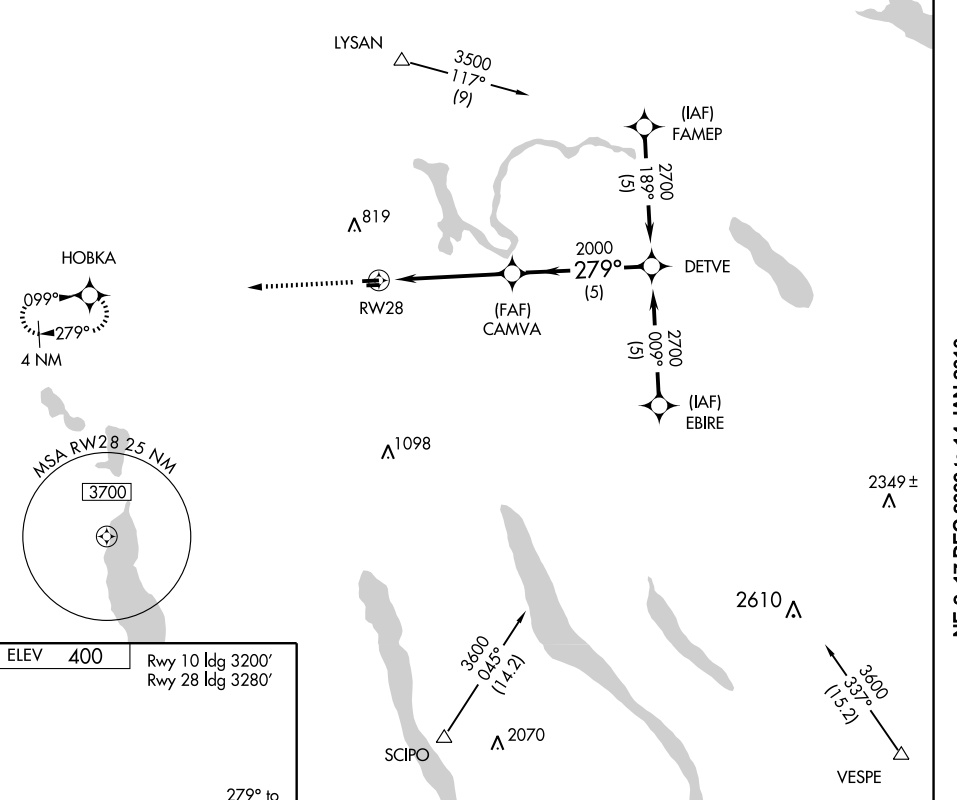 LYSAN
3500
117°
(9)
(IAF)
FAMEP
2700
189°
(5)
819
HOBKA
099°
279°
4 NM
RW28
2000
279°
(5)
DETVE
(FAF)
CAMVA
2700
009°
(5)
(IAF)
EBIRE
1098
MSA RW28 25 NM
3700
2349 ±
2610
ELEV 400
Rwy 10 ldg 3200'
Rwy 28 ldg 3280'
3600
045°
(14.2)
SCIPO
2070
3600
337°
(15.2)
VESPE
279° to